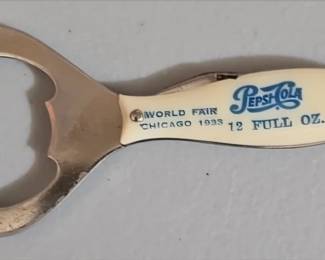 WORLD FAIR
CHICAGO 1933
PEPSI-COLA
12 FULL OZ.